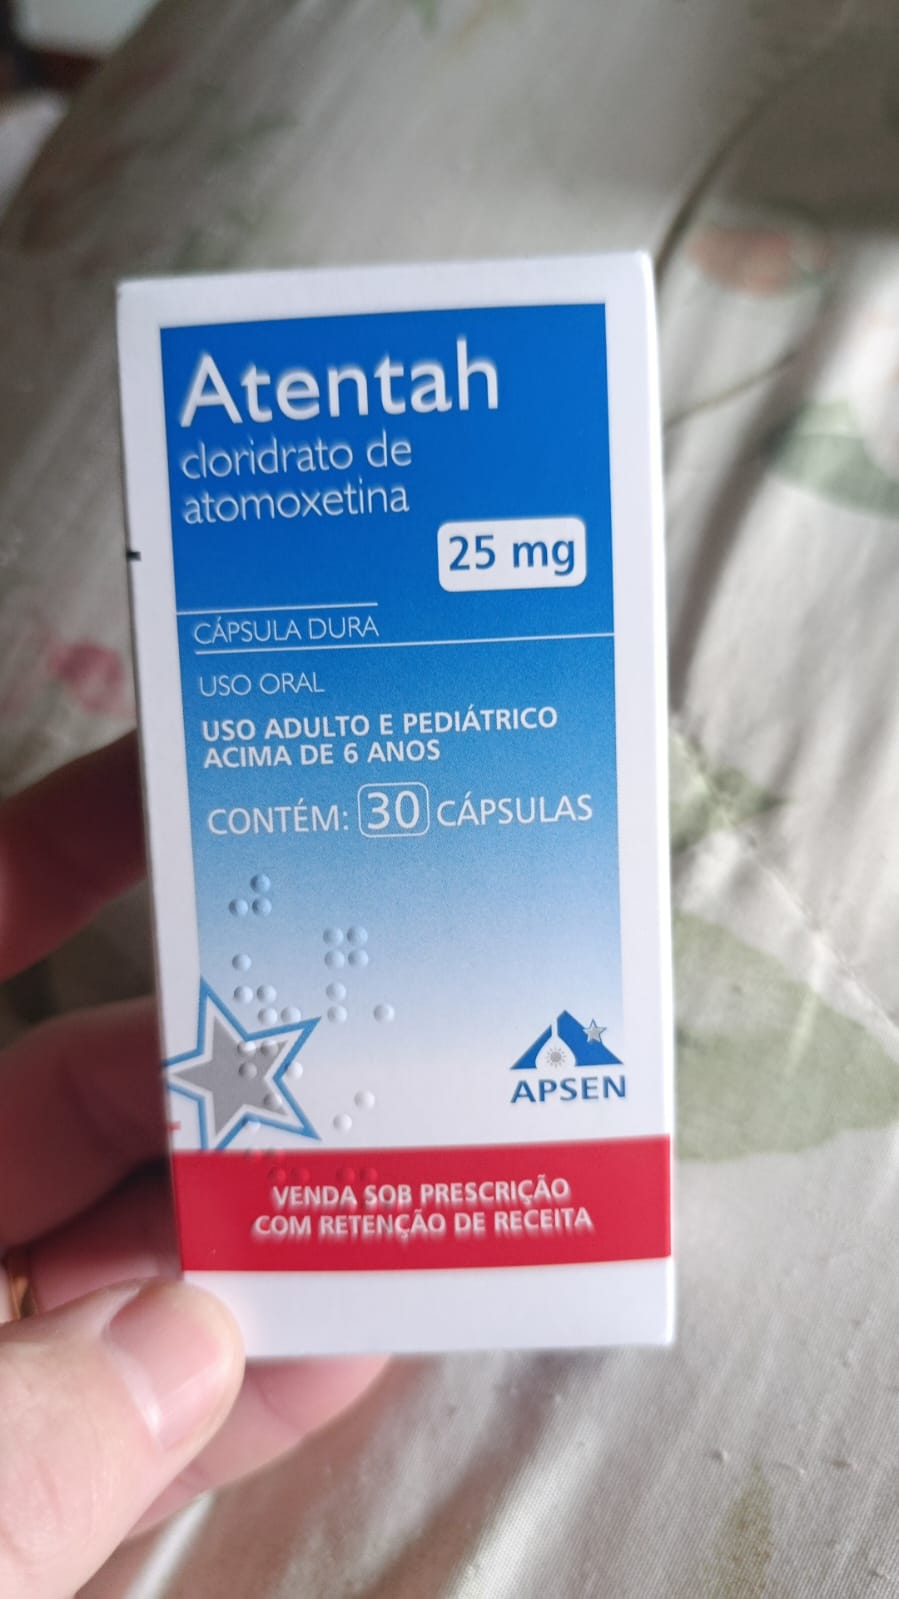 Atentah
cloridrato de
atomoxetina
25 mg
CÁPSULA DURA
USO ORAL
USO ADULTO E PEDIÁTRICO
ACIMA DE 6 ANOS
CONTÉM: 30 CÁPSULAS
APSEN
VENDA SOB PRESCRIÇÃO
COM RETENÇÃO DE RECEITA